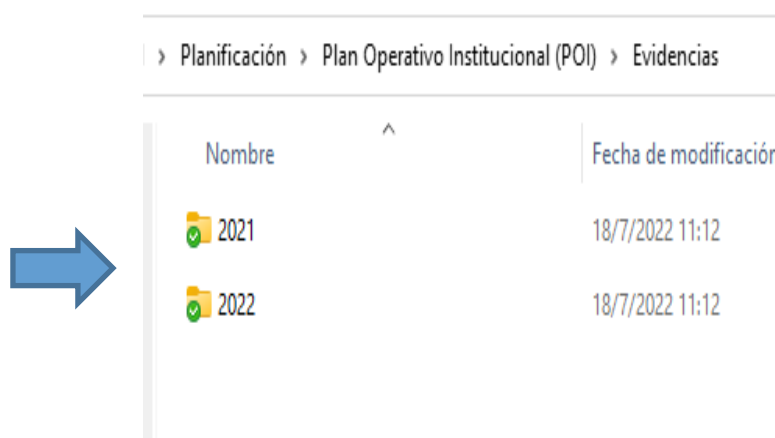 Planificación > Plan Operativo Institucional (POI) > Evidencias
Nombre Fecha de modificación
2021 18/7/2022 11:12
2022 18/7/2022 11:12